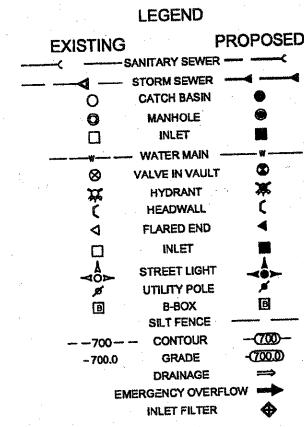 LEGEND
EXISTING PROPOSED
SANITARY SEWER
STORM SEWER
CATCH BASIN
MANHOLE
INLET
W WATER MAIN W
VALVE IN VAULT
HYDRANT
HEADWALL
FLARED END
INLET
STREET LIGHT
UTILITY POLE
B B-BOX B
SILT FENCE
--700-- CONTOUR 700
-700.0 GRADE 700.0
DRAINAGE
EMERGENCY OVERFLOW
INLET FILTER